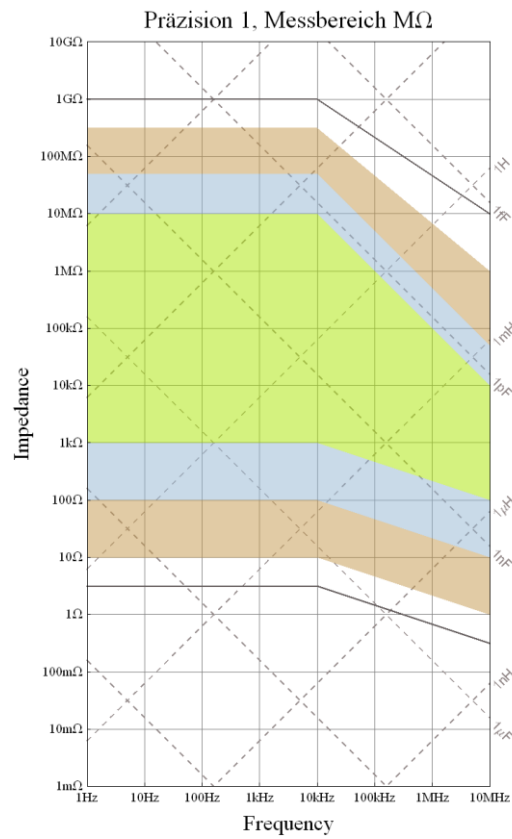 Präzision 1, Messbereich MΩ
10GΩ
1GΩ
100MΩ
10MΩ
1MΩ
100kΩ
10kΩ
1kΩ
100Ω
10Ω
1Ω
100mΩ
10mΩ
1mΩ
Impedance
1H
1fF
1mH
1pF
1µH
1nF
1nH
1µF
1Hz
10Hz
100Hz
1kHz
10kHz
100kHz
1MHz
10MHz
Frequency